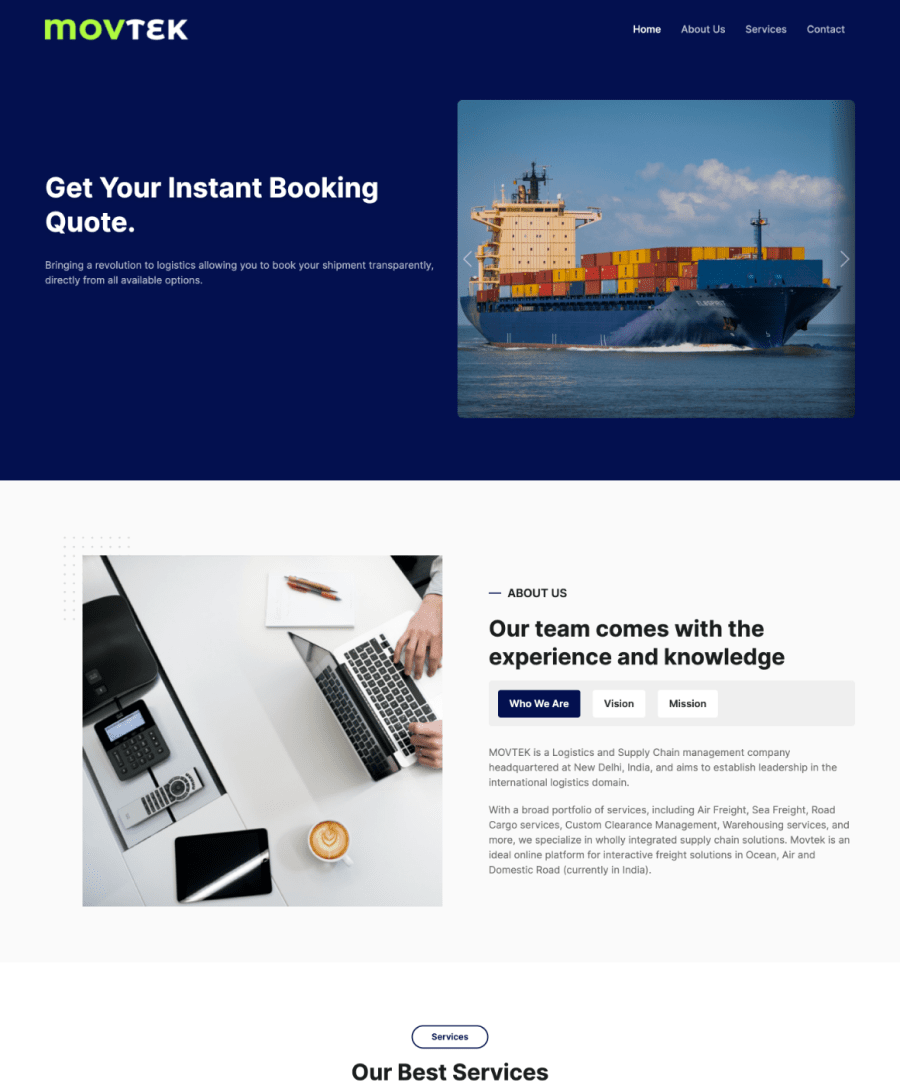 MOVTEK
Home About Us Services Contact
Get Your Instant Booking
Quote.
Bringing a revolution to logistics allowing you to book your shipment transparently,
directly from all available options.
ABOUT US
Our team comes with the
experience and knowledge
Who We Are Vision Mission
MOVTEK is a Logistics and Supply Chain management company
headquartered at New Delhi, India, and aims to establish leadership in the
international logistics domain.
With a broad portfolio of services, including Air Freight, Sea Freight, Road
Cargo services, Custom Clearance Management, Warehousing services, and
more, we specialize in wholly integrated supply chain solutions. Movtek is an
ideal online platform for interactive freight solutions in Ocean, Air and
Domestic Road (currently in India).
Services
Our Best Services